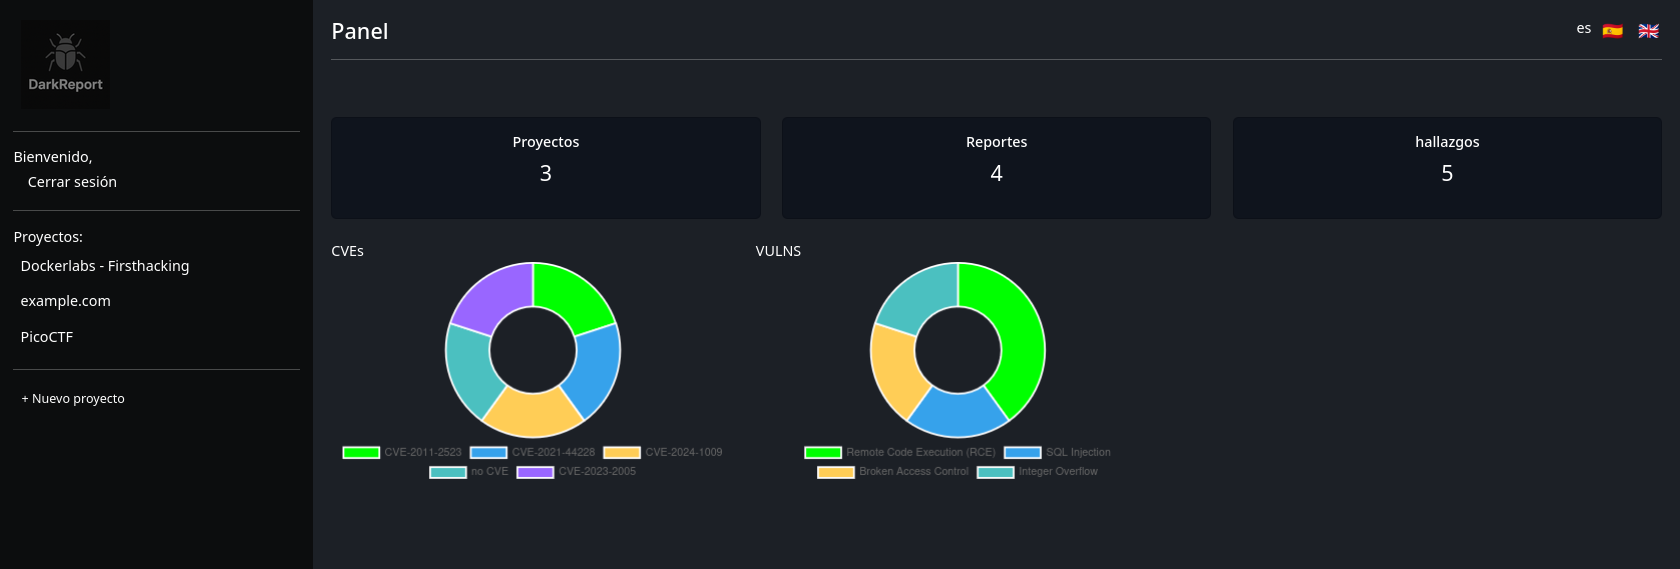 DarkReport
Bienvenido,
Cerrar sesión
Proyectos:
Dockerlabs - Firsthacking
example.com
PicoCTF
+ Nuevo proyecto
Panel
es
Proyectos
3
Reportes
4
hallazgos
5
CVEs
CVE-2011-2523 CVE-2021-44228 CVE-2024-1009
no CVE CVE-2023-2005
VULNS
Remote Code Execution (RCE) SQL Injection
Broken Access Control Integer Overflow